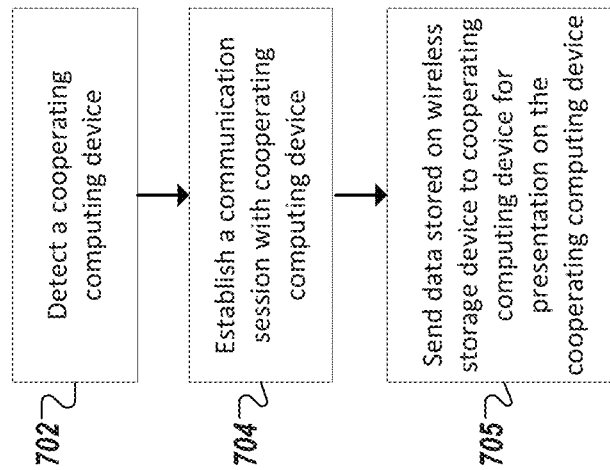 702
Detect a cooperating
computing device
704
Establish a communication
session with cooperating
computing device
705
Send data stored on wireless
storage device to cooperating
computing device for
presentation on the
cooperating computing device